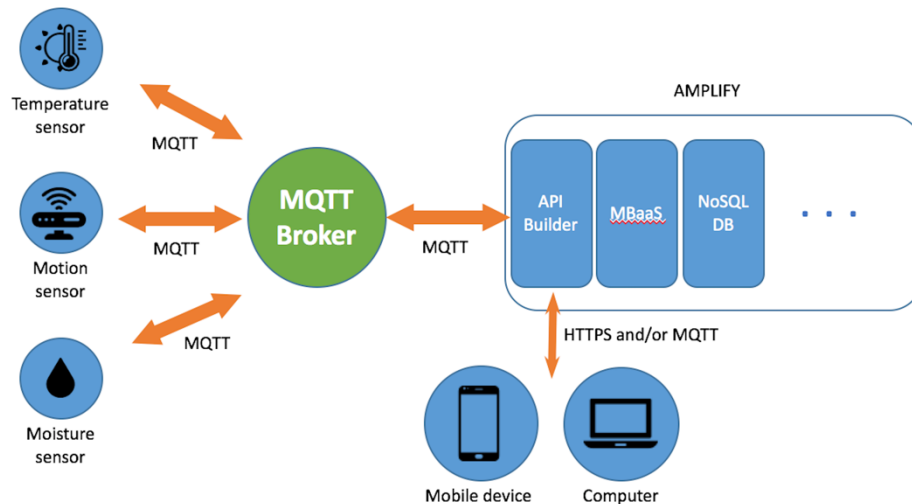 Temperature
sensor
MQTT
Motion
sensor
MQTT
Moisture
sensor
MQTT
MQTT
Broker
MQTT
AMPLIFY
API
Builder
MBaaS
NoSQL
DB
. . .
HTTPS and/or MQTT
Mobile device
Computer